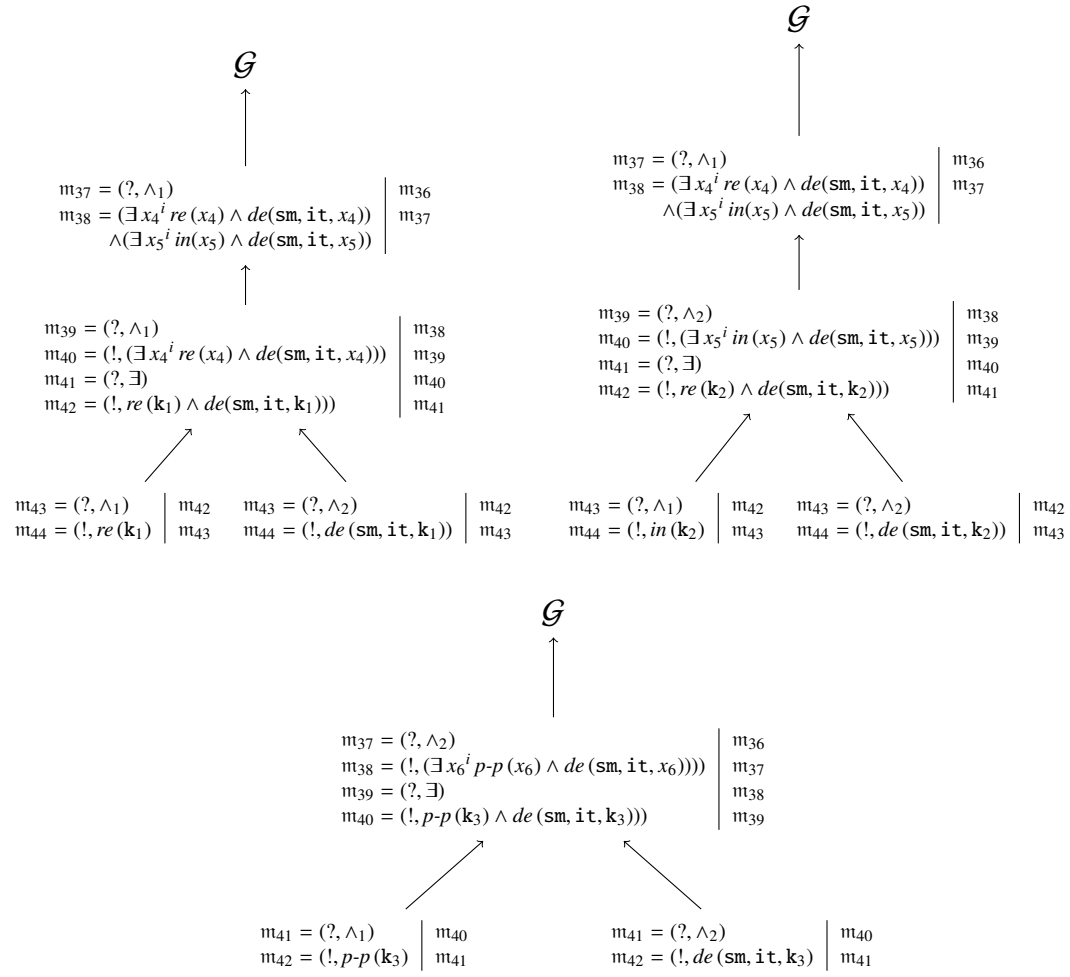 𝒢
𝔪₃₇ = (?, ∧₁) | 𝔪₃₆
𝔪₃₈ = (∃ x₄ⁱ re (x₄) ∧ de(sm, it, x₄)) | 𝔪₃₇
∧(∃ x₅ⁱ in(x₅) ∧ de(sm, it, x₅))
𝔪₃₉ = (?, ∧₁) | 𝔪₃₈
𝔪₄₀ = (!, (∃ x₄ⁱ re (x₄) ∧ de(sm, it, x₄))) | 𝔪₃₉
𝔪₄₁ = (?, ∃) | 𝔪₄₀
𝔪₄₂ = (!, re(k₁) ∧ de(sm, it, k₁))) | 𝔪₄₁
𝔪₄₃ = (?, ∧₁) | 𝔪₄₂
𝔪₄₄ = (!, re (k₁) | 𝔪₄₃
𝔪₄₃ = (?, ∧₂) | 𝔪₄₂
𝔪₄₄ = (!, de (sm, it, k₁)) | 𝔪₄₃
𝒢
𝔪₃₇ = (?, ∧₁) | 𝔪₃₆
𝔪₃₈ = (∃ x₄ⁱ re (x₄) ∧ de(sm, it, x₄)) | 𝔪₃₇
∧(∃ x₅ⁱ in(x₅) ∧ de(sm, it, x₅))
𝔪₃₉ = (?, ∧₂) | 𝔪₃₈
𝔪₄₀ = (!, (∃ x₅ⁱ in (x₅) ∧ de(sm, it, x₅))) | 𝔪₃₉
𝔪₄₁ = (?, ∃) | 𝔪₄₀
𝔪₄₂ = (!, re(k₂) ∧ de(sm, it, k₂))) | 𝔪₄₁
𝔪₄₃ = (?, ∧₁) | 𝔪₄₂
𝔪₄₄ = (!, in (k₂) | 𝔪₄₃
𝔪₄₃ = (?, ∧₂) | 𝔪₄₂
𝔪₄₄ = (!, de (sm, it, k₂)) | 𝔪₄₃
𝒢
𝔪₃₇ = (?, ∧₂) | 𝔪₃₆
𝔪₃₈ = (!, (∃ x₆ⁱ p-p (x₆) ∧ de (sm, it, x₆)))) | 𝔪₃₇
𝔪₃₉ = (?, ∃) | 𝔪₃₈
𝔪₄₀ = (!, p-p (k₃) ∧ de (sm, it, k₃))) | 𝔪₃₉
𝔪₄₁ = (?, ∧₁) | 𝔪₄₀
𝔪₄₂ = (!, p-p (k₃) | 𝔪₄₁
𝔪₄₁ = (?, ∧₂) | 𝔪₄₀
𝔪₄₂ = (!, de (sm, it, k₃) | 𝔪₄₁